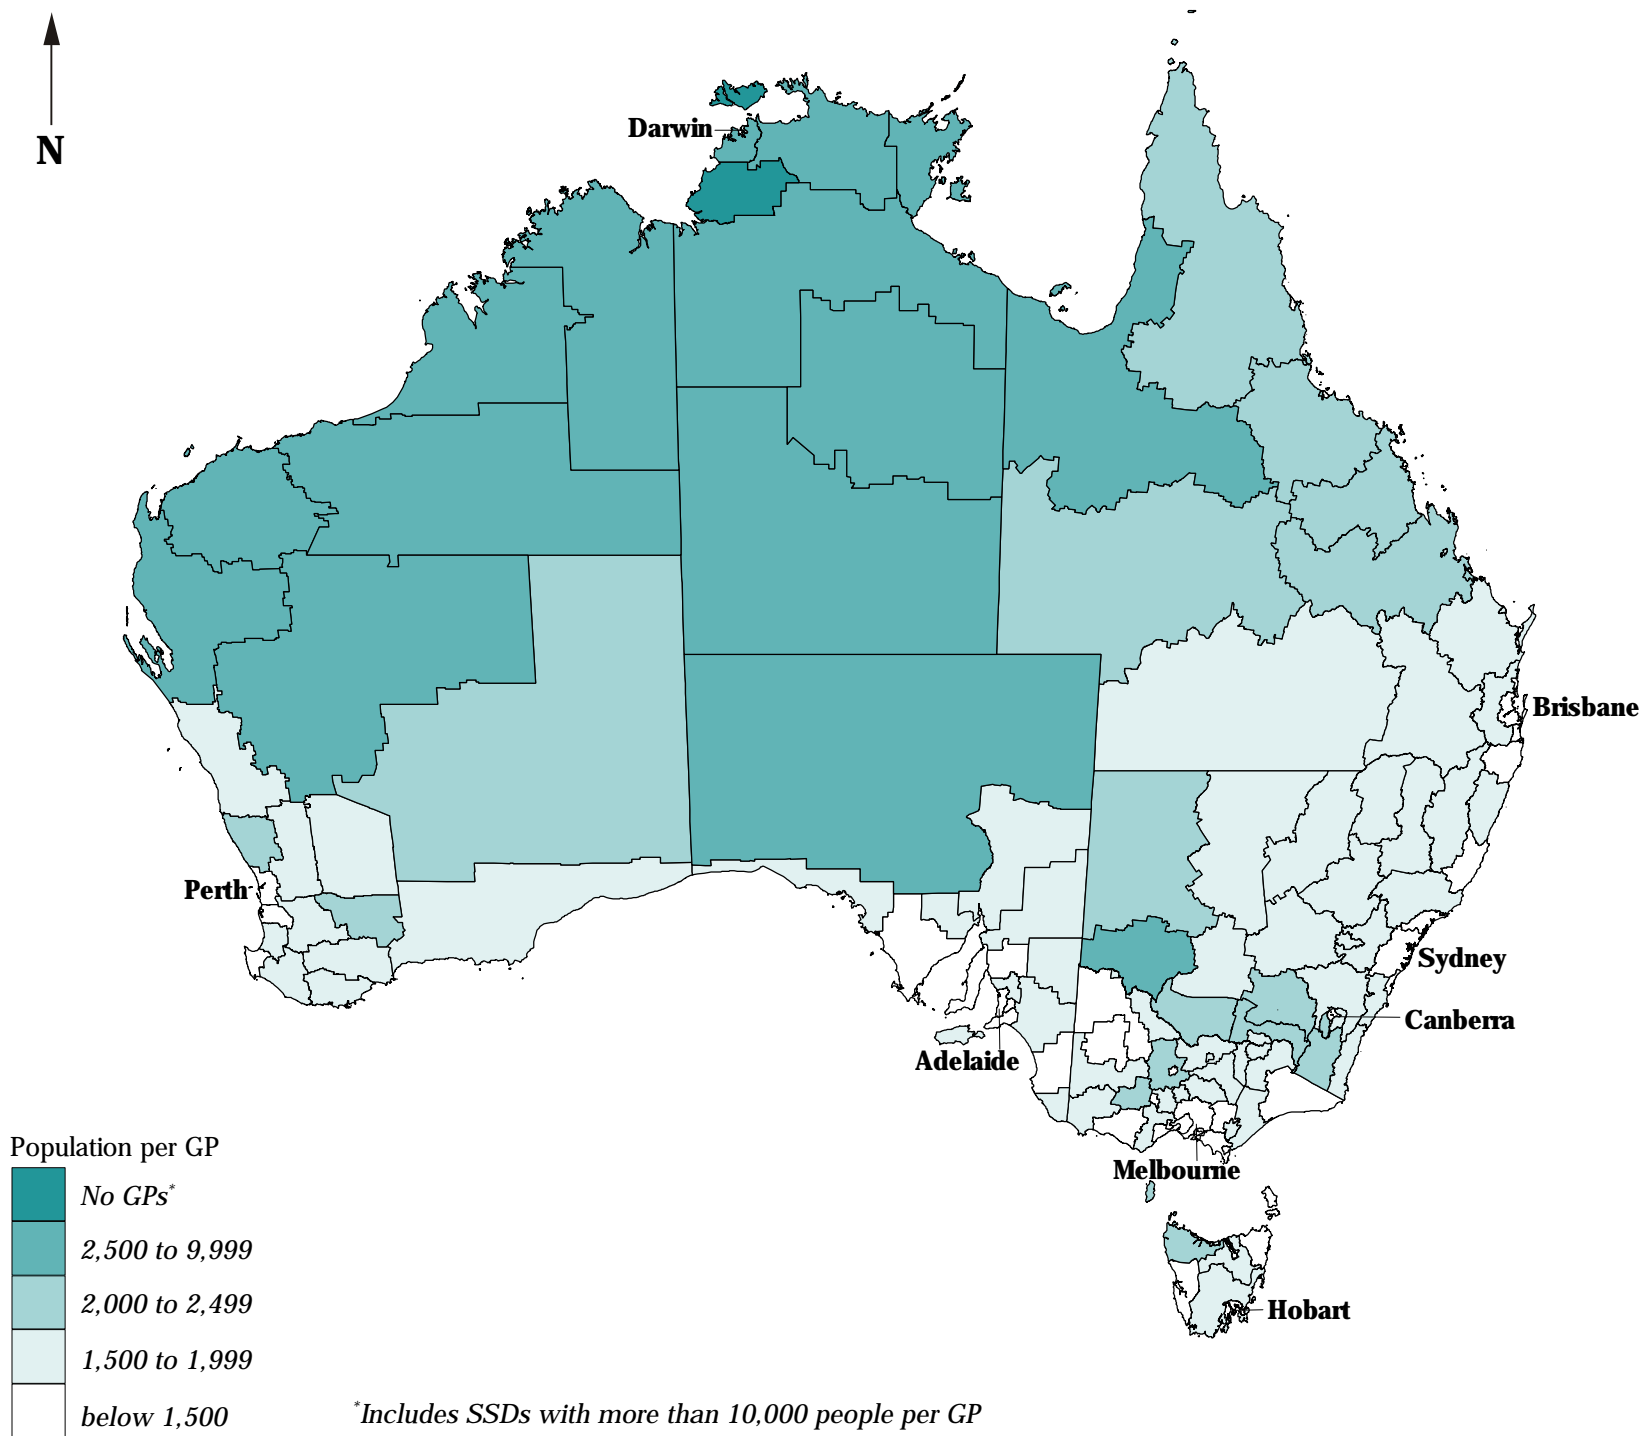 N
Darwin
Brisbane
Perth
Sydney
Canberra
Adelaide
Melbourne
Hobart
Population per GP
No GPs*
2,500 to 9,999
2,000 to 2,499
1,500 to 1,999
below 1,500
*Includes SSDs with more than 10,000 people per GP